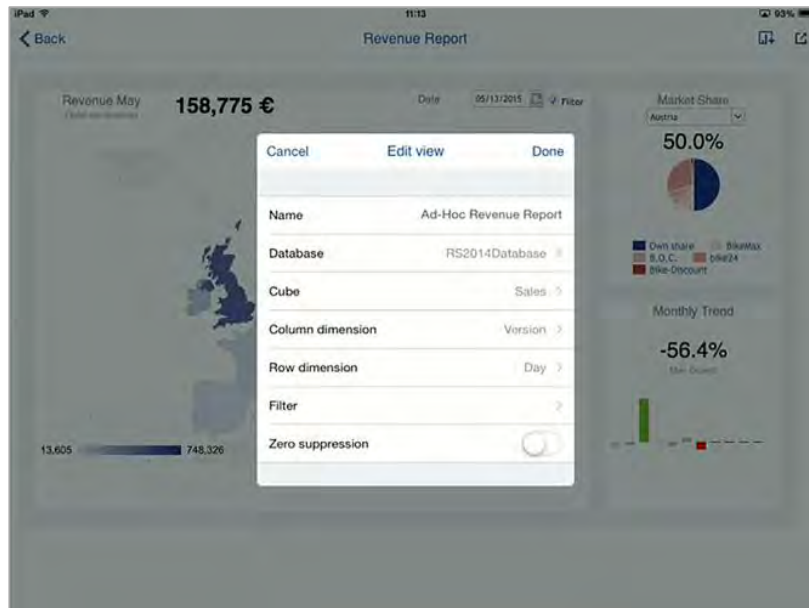 iPad 11:13 93%
Back Revenue Report
Revenue May 158,775 €
Date 05/13/2015 Filter
Market Share
Austria
50.0%
Own share BikeMax
B.O.C. bike24
Bike-Discount
Monthly Trend
-56.4%
13,605 748,326
Cancel Edit view Done
Name Ad-Hoc Revenue Report
Database RS2014Database
Cube Sales
Column dimension Version
Row dimension Day
Filter
Zero suppression